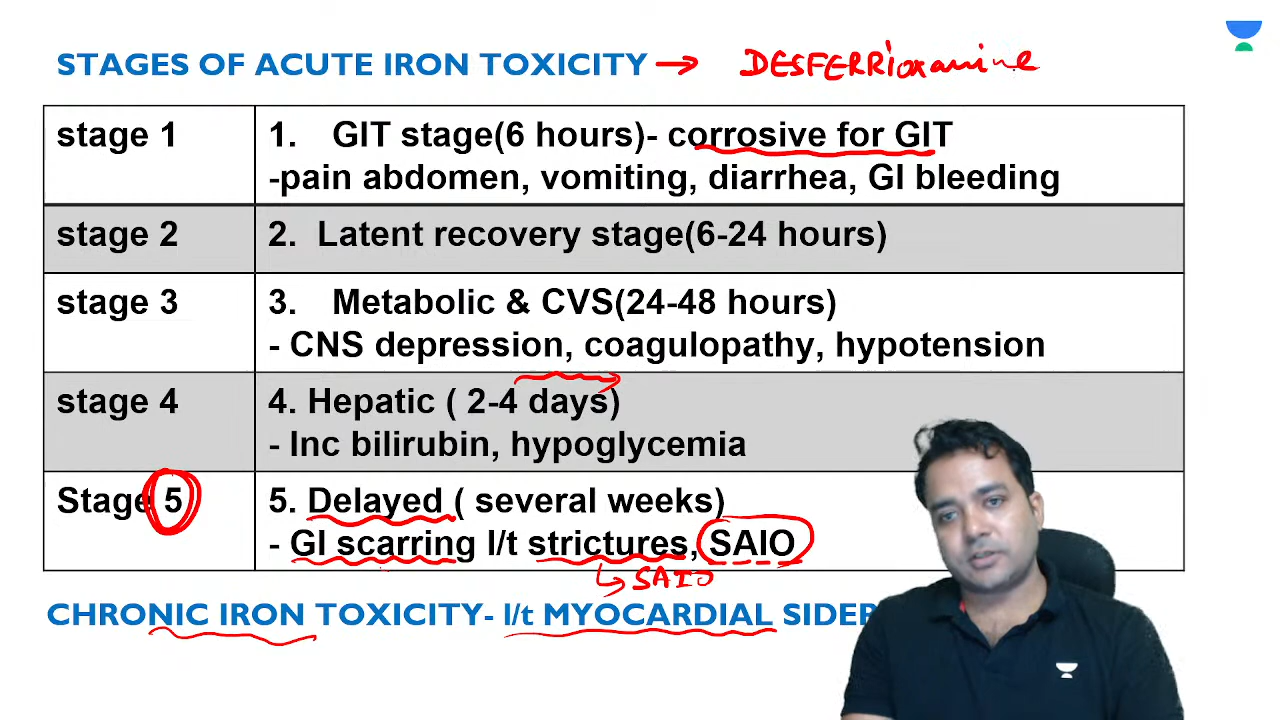 STAGES OF ACUTE IRON TOXICITY → DESFERRioxamine
stage 1
1. GIT stage(6 hours)- corrosive for GIT
-pain abdomen, vomiting, diarrhea, GI bleeding
stage 2
2. Latent recovery stage(6-24 hours)
stage 3
3. Metabolic & CVS(24-48 hours)
- CNS depression, coagulopathy, hypotension
stage 4
4. Hepatic ( 2-4 days)
- Inc bilirubin, hypoglycemia
Stage 5
5. Delayed ( several weeks)
- GI scarring l/t strictures, SAIO
↳ SAIO
CHRONIC IRON TOXICITY- l/t MYOCARDIAL